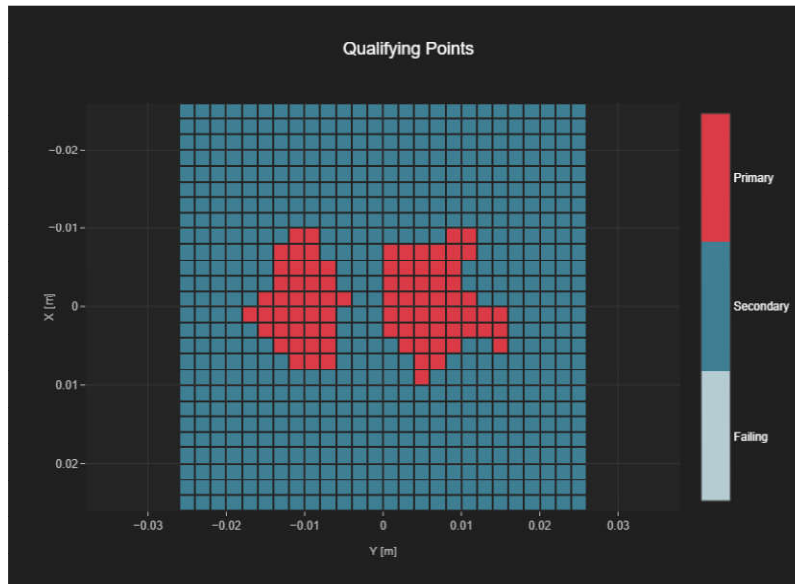 Qualifying Points
−0.02
−0.01
0
0.01
0.02
X [m]
−0.03
−0.02
−0.01
0
0.01
0.02
0.03
Y [m]
Primary
Secondary
Failing